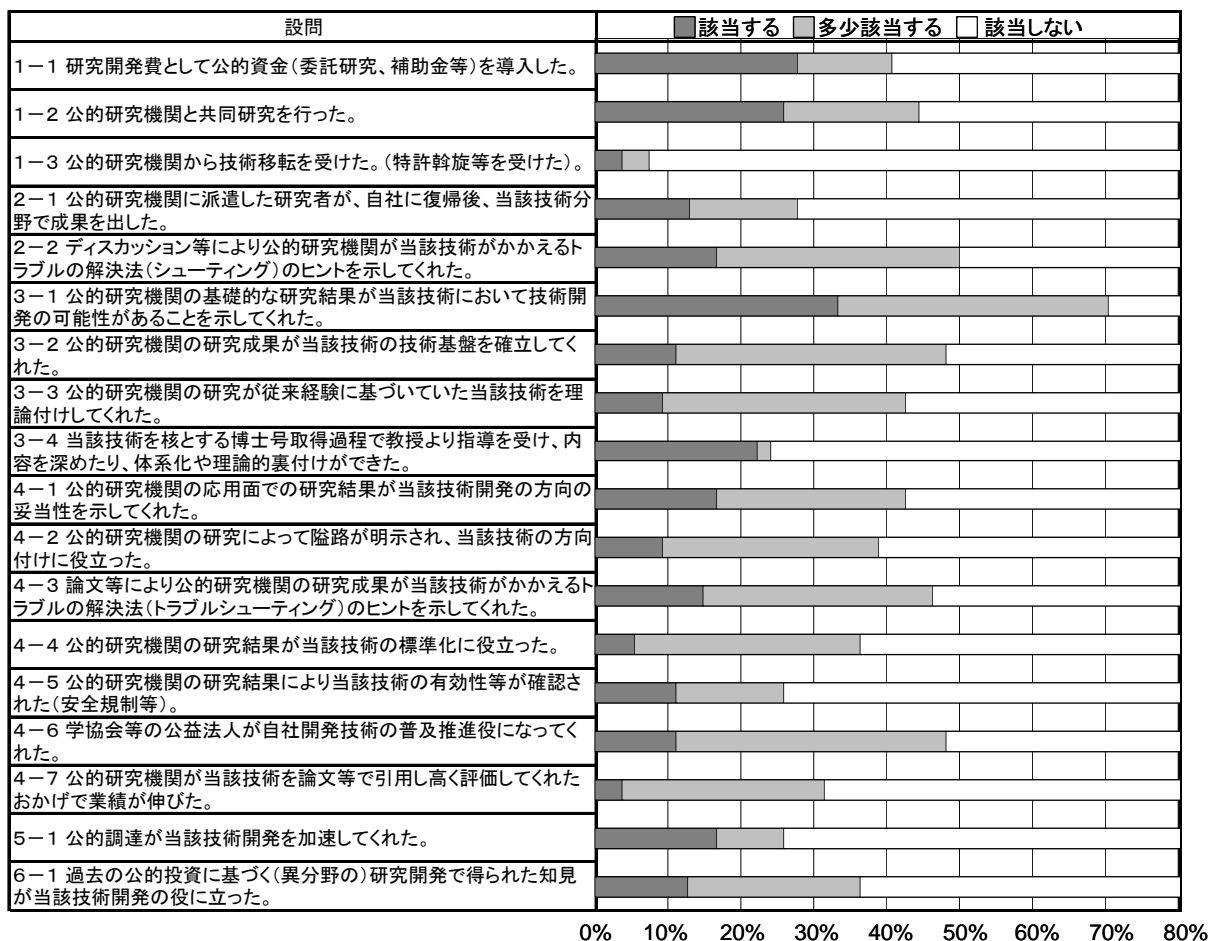 設問
該当する 多少該当する 該当しない
1－1 研究開発費として公的資金（委託研究、補助金等）を導入した。
1－2 公的研究機関と共同研究を行った。
1－3 公的研究機関から技術移転を受けた。（特許斡旋等を受けた）。
2－1 公的研究機関に派遣した研究者が、自社に復帰後、当該技術分
野で成果を出した。
2－2 ディスカッション等により公的研究機関が当該技術がかかえるト
ラブルの解決法（シューティング）のヒントを示してくれた。
3－1 公的研究機関の基礎的な研究結果が当該技術において技術開
発の可能性があることを示してくれた。
3－2 公的研究機関の研究成果が当該技術の技術基盤を確立してく
れた。
3－3 公的研究機関の研究が従来経験に基づいていた当該技術を理
論付けしてくれた。
3－4 当該技術を核とする博士号取得過程で教授より指導を受け、内
容を深めたり、体系化や理論的裏付けができた。
4－1 公的研究機関の応用面での研究結果が当該技術開発の方向の
妥当性を示してくれた。
4－2 公的研究機関の研究によって隘路が明示され、当該技術の方向
付けに役立った。
4－3 論文等により公的研究機関の研究成果が当該技術がかかえるト
ラブルの解決法（トラブルシューティング）のヒントを示してくれた。
4－4 公的研究機関の研究結果が当該技術の標準化に役立った。
4－5 公的研究機関の研究結果により当該技術の有効性等が確認さ
れた（安全規制等）。
4－6 学協会等の公益法人が自社開発技術の普及推進役になってく
れた。
4－7 公的研究機関が当該技術を論文等で引用し高く評価してくれた
おかげで業績が伸びた。
5－1 公的調達が当該技術開発を加速してくれた。
6－1 過去の公的投資に基づく（異分野の）研究開発で得られた知見
が当該技術開発の役に立った。
0% 10% 20% 30% 40% 50% 60% 70% 80%